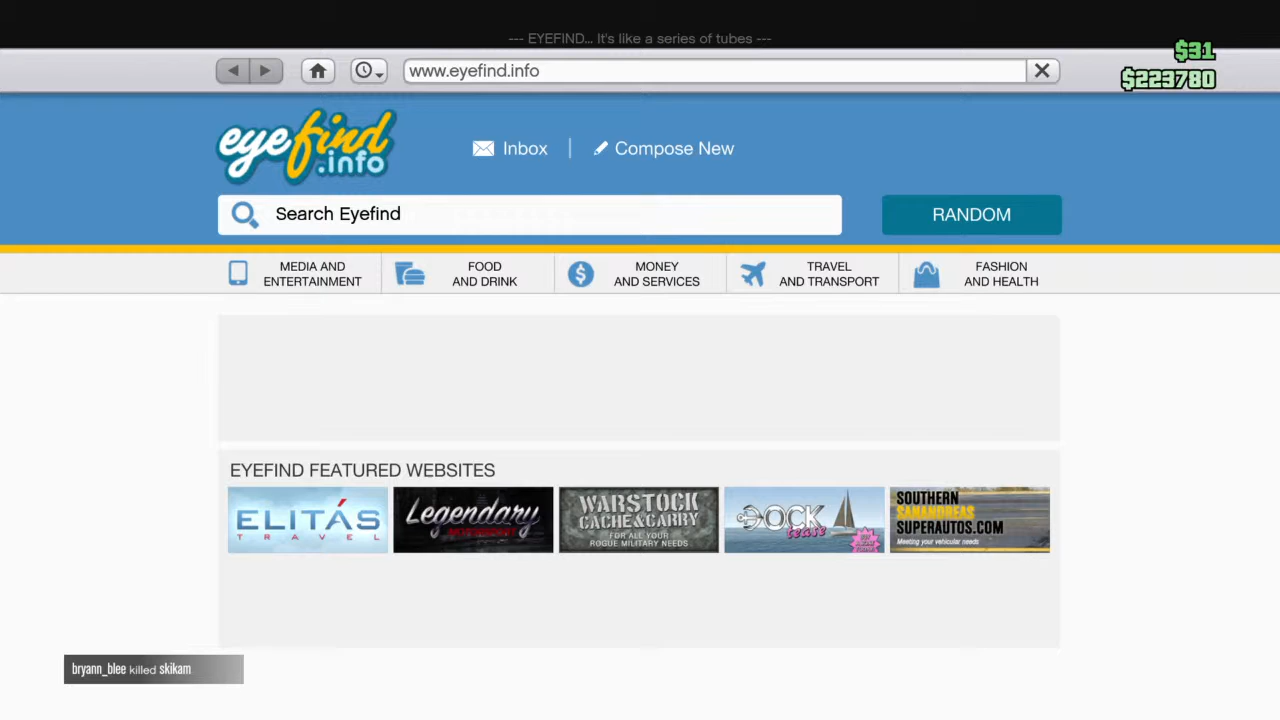 --- EYEFIND... It's like a series of tubes ---
$31
$223780
www.eyefind.info
eyefind
.info
Inbox
Compose New
Search Eyefind
RANDOM
MEDIA AND
ENTERTAINMENT
FOOD
AND DRINK
MONEY
AND SERVICES
TRAVEL
AND TRANSPORT
FASHION
AND HEALTH
EYEFIND FEATURED WEBSITES
ELITÁS
TRAVEL
Legendary
MOTORSPORT
WARSTOCK
CACHE&CARRY
FOR ALL YOUR
ROGUE MILITARY NEEDS
DOCK
tease
SOUTHERN
SANANDREAS
SUPERAUTOS.COM
Meeting your vehicular needs
bryann_blee killed skikam